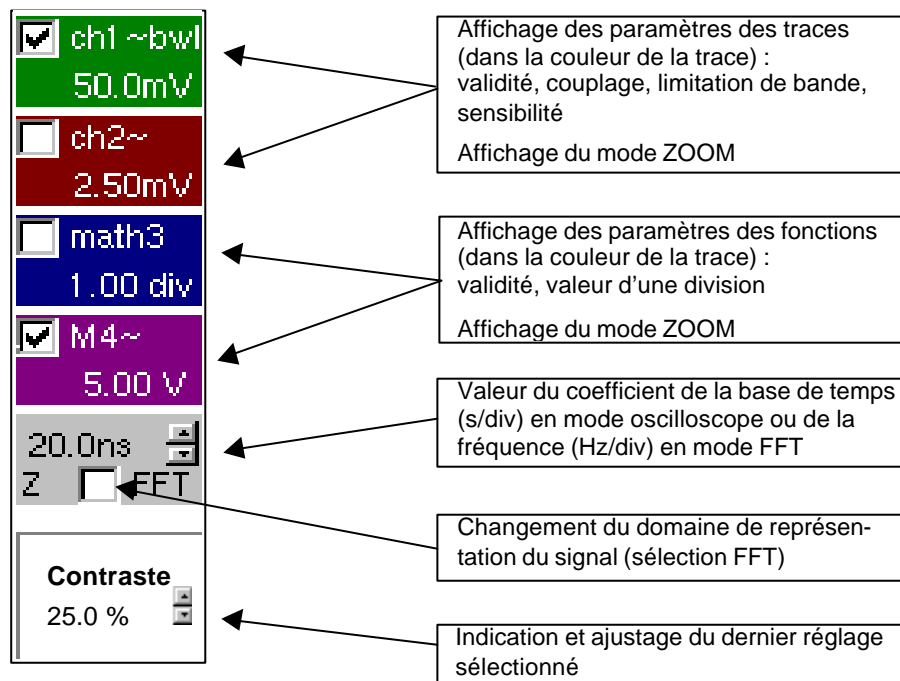 ch1 ~bwl
50.0mV
ch2~
2.50mV
math3
1.00 div
M4~
5.00 V
20.0ns
Z FFT
Contraste
25.0 %
Affichage des paramètres des traces
(dans la couleur de la trace) :
validité, couplage, limitation de bande,
sensibilité
Affichage du mode ZOOM
Affichage des paramètres des fonctions
(dans la couleur de la trace) :
validité, valeur d'une division
Affichage du mode ZOOM
Valeur du coefficient de la base de temps
(s/div) en mode oscilloscope ou de la
fréquence (Hz/div) en mode FFT
Changement du domaine de représen-
tation du signal (sélection FFT)
Indication et ajustage du dernier réglage
sélectionné